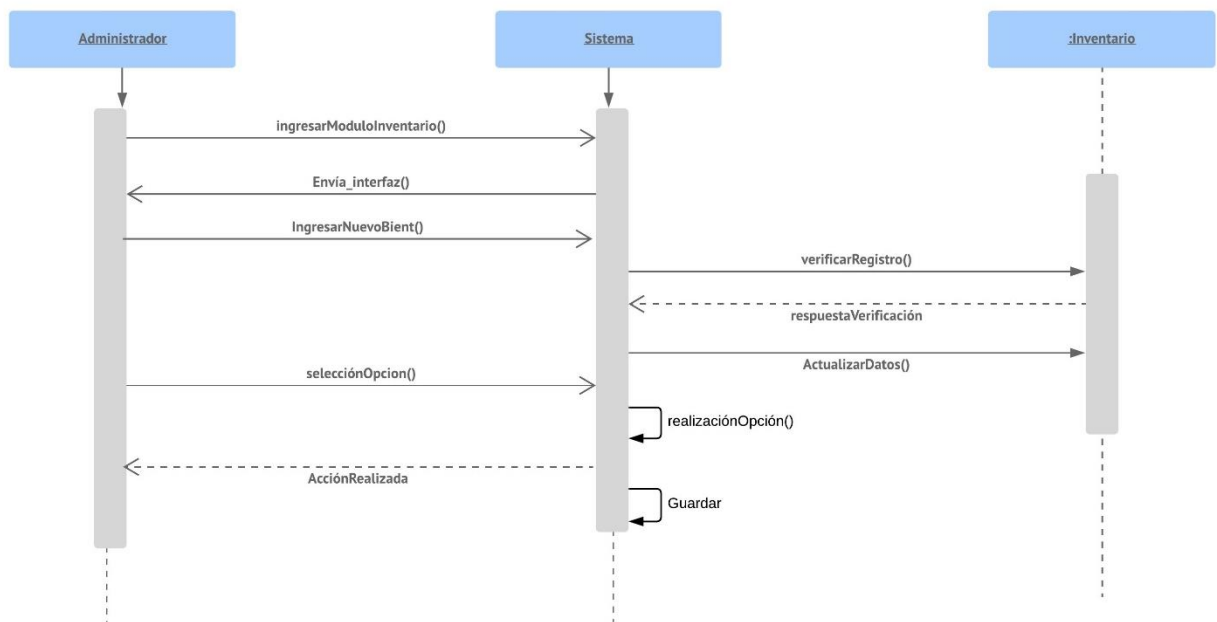 Administrador
Sistema
:Inventario
ingresarModuloInventario()
Envía_interfaz()
IngresarNuevoBient()
verificarRegistro()
respuestaVerificación
ActualizarDatos()
selecciónOpcion()
realizaciónOpción()
AcciónRealizada
Guardar